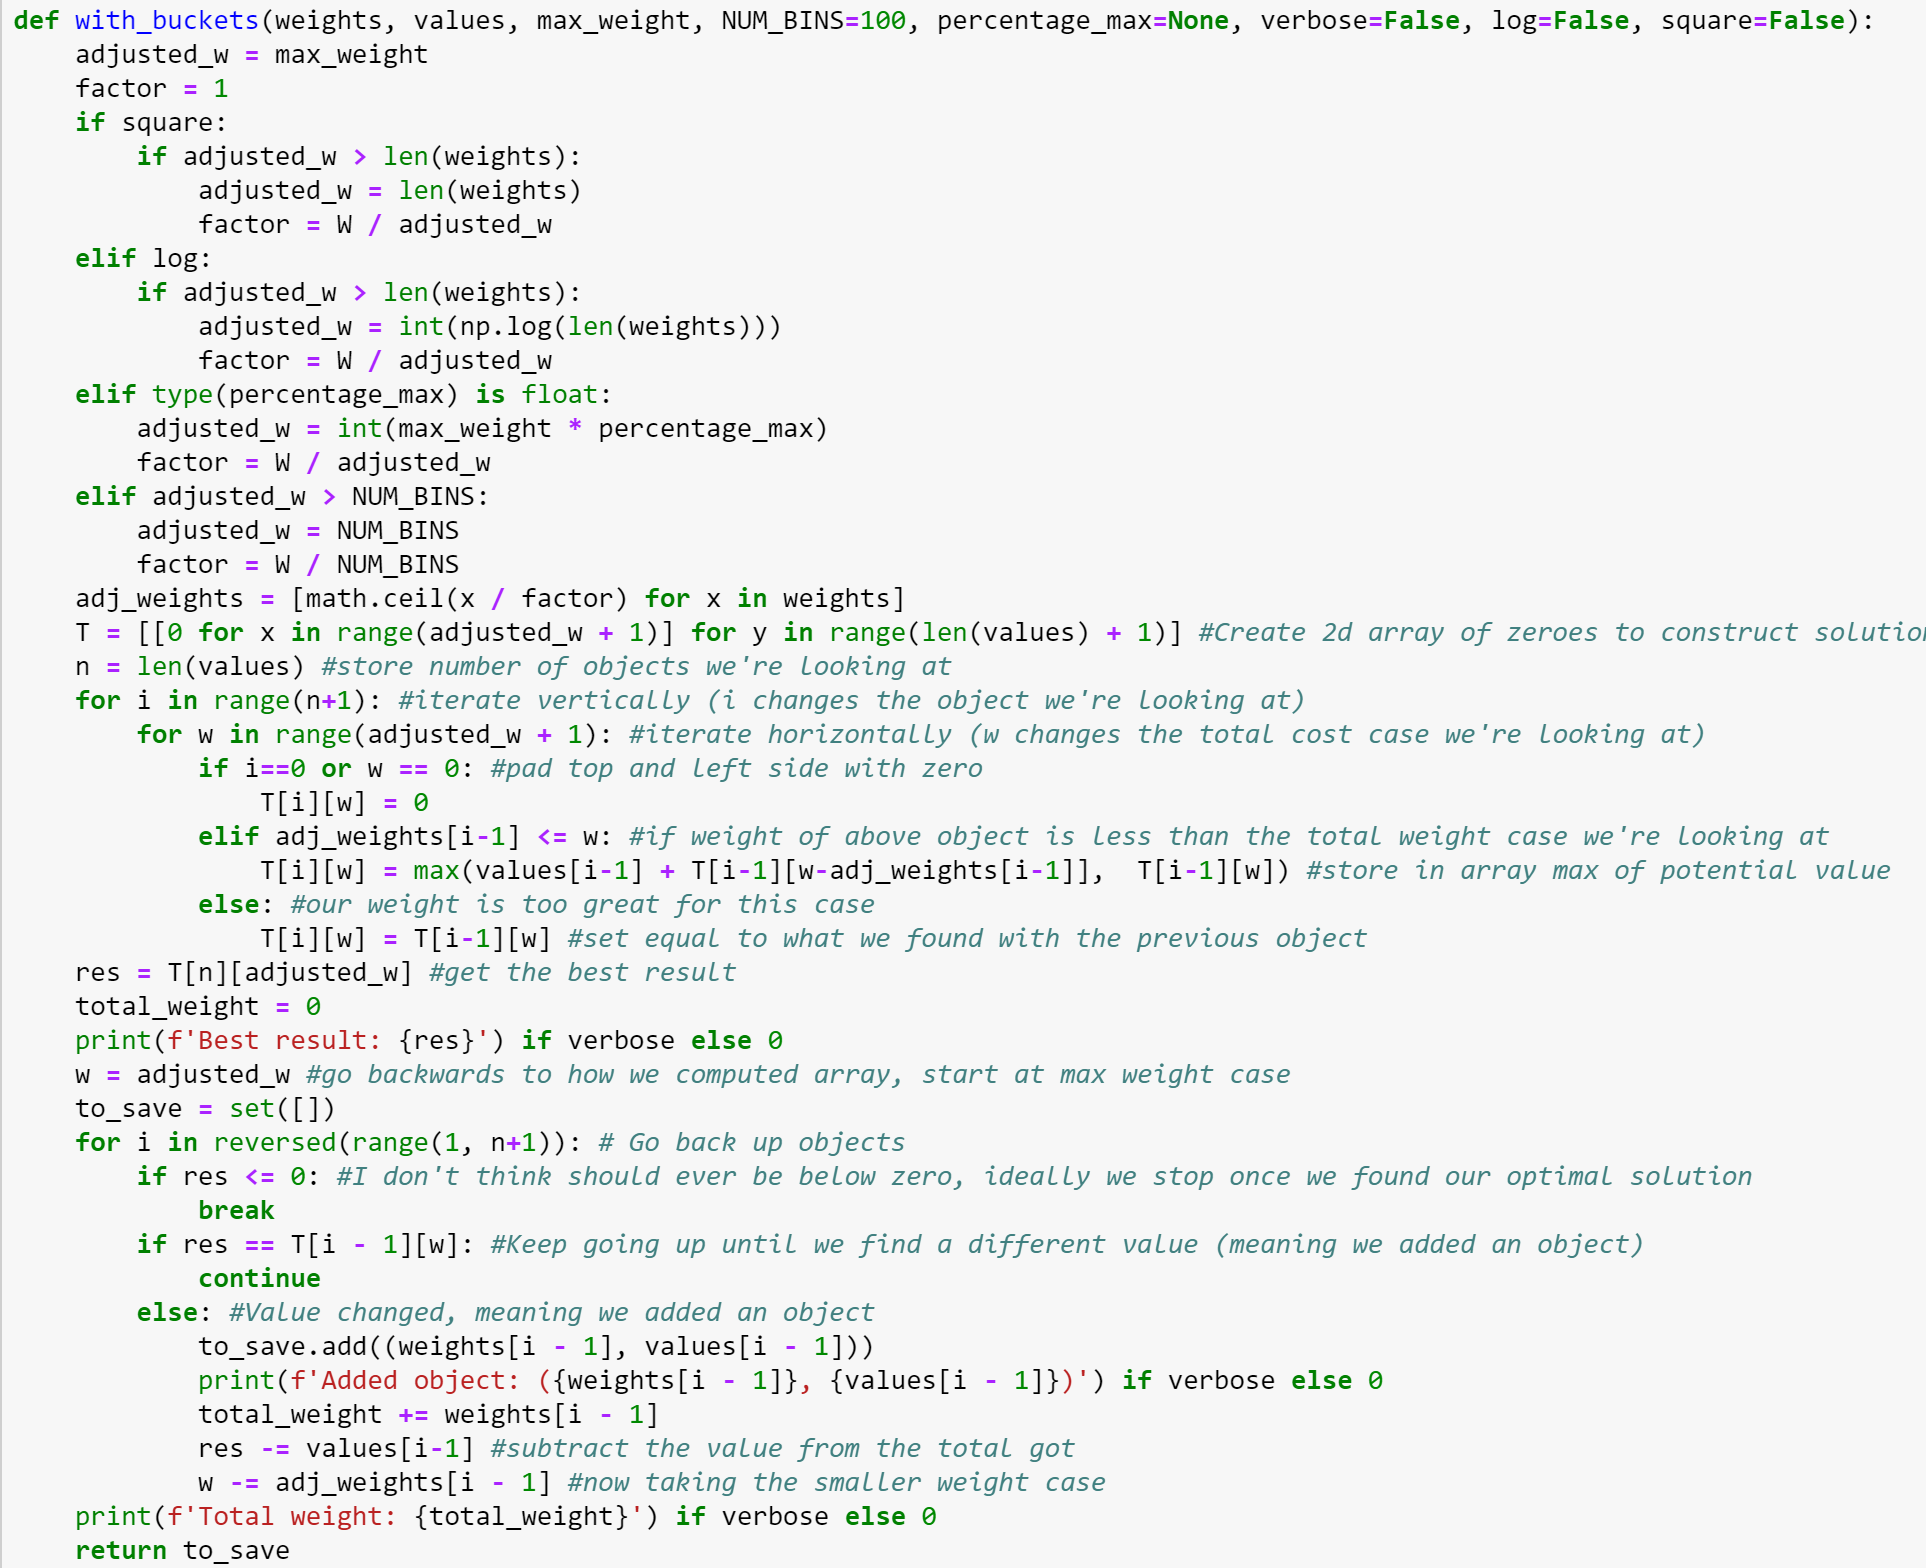 def with_buckets(weights, values, max_weight, NUM_BINS=100, percentage_max=None, verbose=False, log=False, square=False):
    adjusted_w = max_weight
    factor = 1
    if square:
        if adjusted_w > len(weights):
            adjusted_w = len(weights)
            factor = W / adjusted_w
    elif log:
        if adjusted_w > len(weights):
            adjusted_w = int(np.log(len(weights)))
            factor = W / adjusted_w
    elif type(percentage_max) is float:
        adjusted_w = int(max_weight * percentage_max)
        factor = W / adjusted_w
    elif adjusted_w > NUM_BINS:
        adjusted_w = NUM_BINS
        factor = W / NUM_BINS
    adj_weights = [math.ceil(x / factor) for x in weights]
    T = [[0 for x in range(adjusted_w + 1)] for y in range(len(values) + 1)] #Create 2d array of zeroes to construct
    n = len(values) #store number of objects we're looking at
    for i in range(n+1): #iterate vertically (i changes the object we're looking at)
        for w in range(adjusted_w + 1): #iterate horizontally (w changes the total cost case we're looking at)
            if i==0 or w == 0: #pad top and left side with zero
                T[i][w] = 0
            elif adj_weights[i-1] <= w: #if weight of above object is less than the total weight case we're looking at
                T[i][w] = max(values[i-1] + T[i-1][w-adj_weights[i-1]],  T[i-1][w]) #store in array max of potential value
            else: #our weight is too great for this case
                T[i][w] = T[i-1][w] #set equal to what we found with the previous object
    res = T[n][adjusted_w] #get the best result
    total_weight = 0
    print(f'Best result: {res}') if verbose else 0
    w = adjusted_w #go backwards to how we computed array, start at max weight case
    to_save = set([])
    for i in reversed(range(1, n+1)): # Go back up objects
        if res <= 0: #I don't think should ever be below zero, ideally we stop once we found our optimal solution
            break
        if res == T[i - 1][w]: #Keep going up until we find a different value (meaning we added an object)
            continue
        else: #Value changed, meaning we added an object
            to_save.add((weights[i - 1], values[i - 1]))
            print(f'Added object: ({weights[i - 1]}, {values[i - 1]})') if verbose else 0
            total_weight += weights[i - 1]
            res -= values[i-1] #subtract the value from the total got
            w -= adj_weights[i - 1] #now taking the smaller weight case
    print(f'Total weight: {total_weight}') if verbose else 0
    return to_save